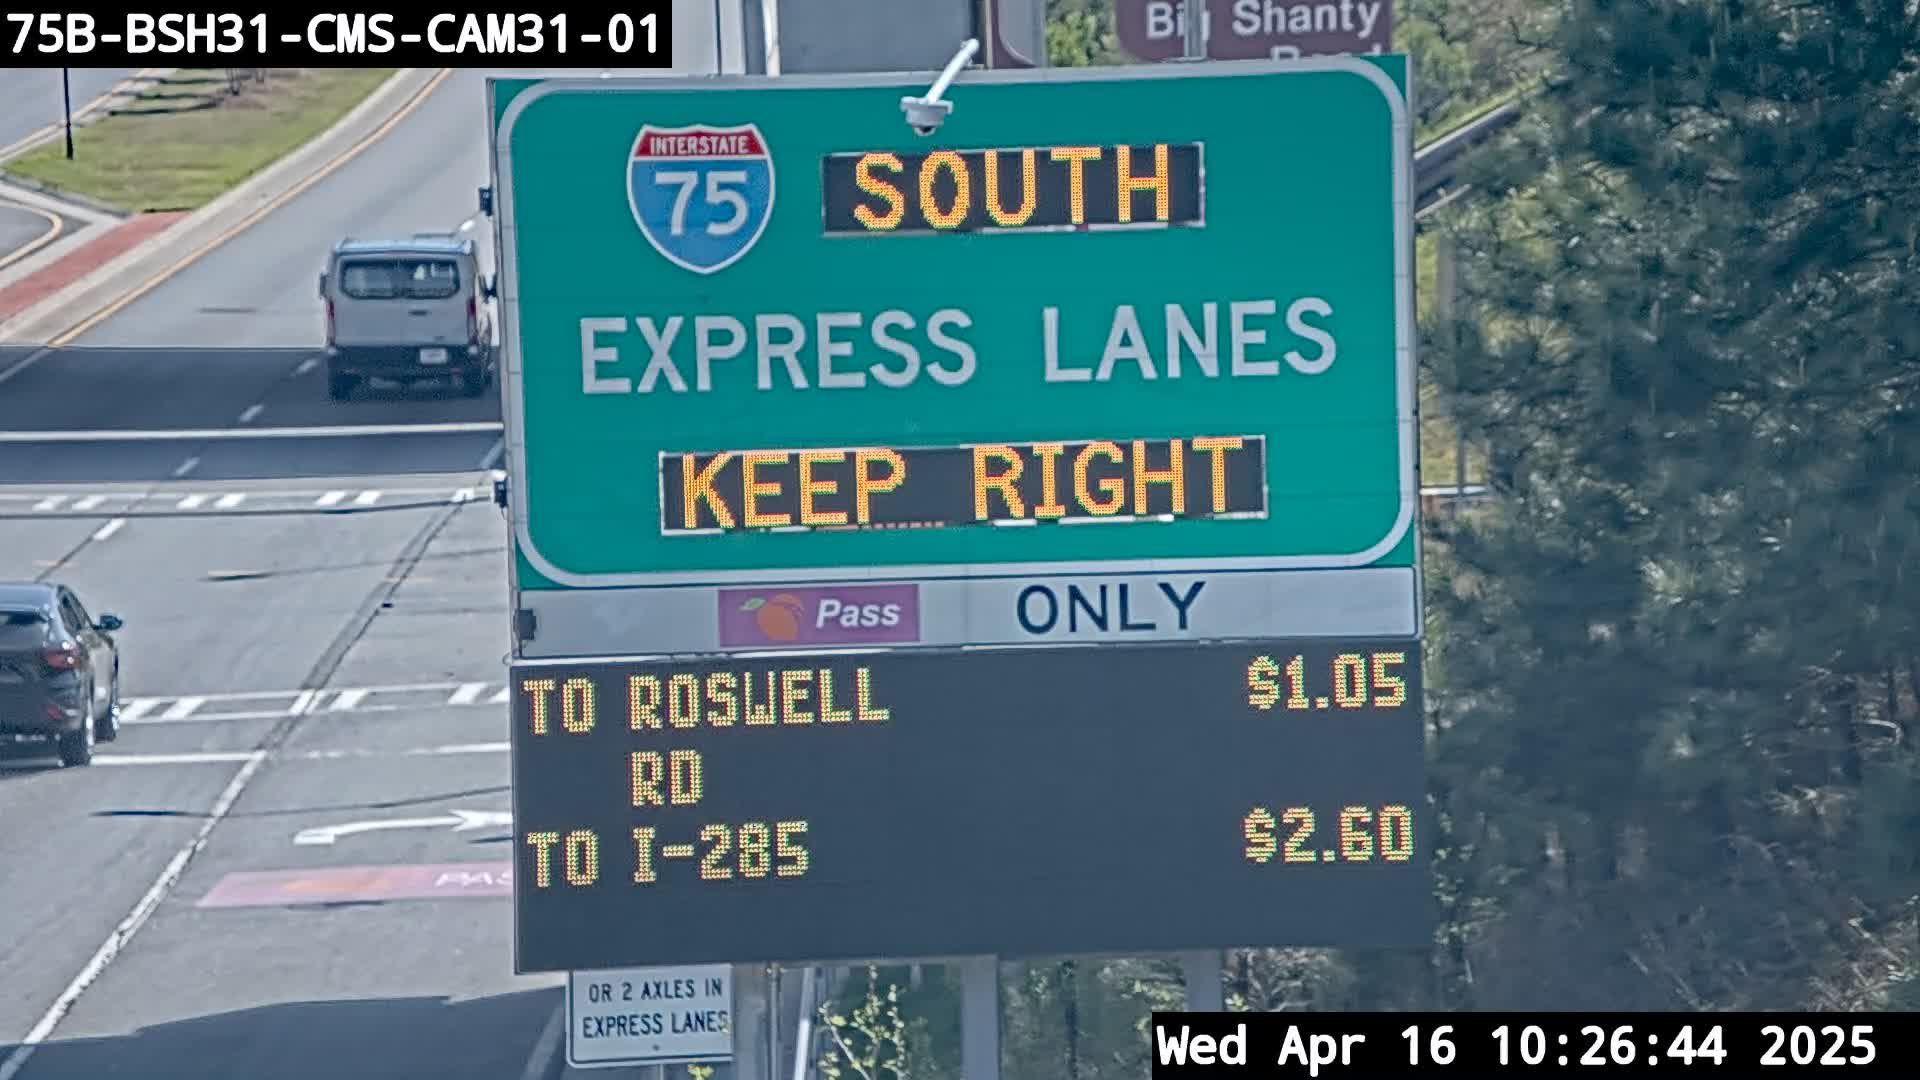 75B-BSH31-CMS-CAM31-01
Big Shanty
Road
INTERSTATE
75
SOUTH
EXPRESS LANES
KEEP RIGHT
Pass ONLY
TO ROSWELL $1.05
RD
TO I-285 $2.60
PAS
OR 2 AXLES IN
EXPRESS LANES
Wed Apr 16 10:26:44 2025